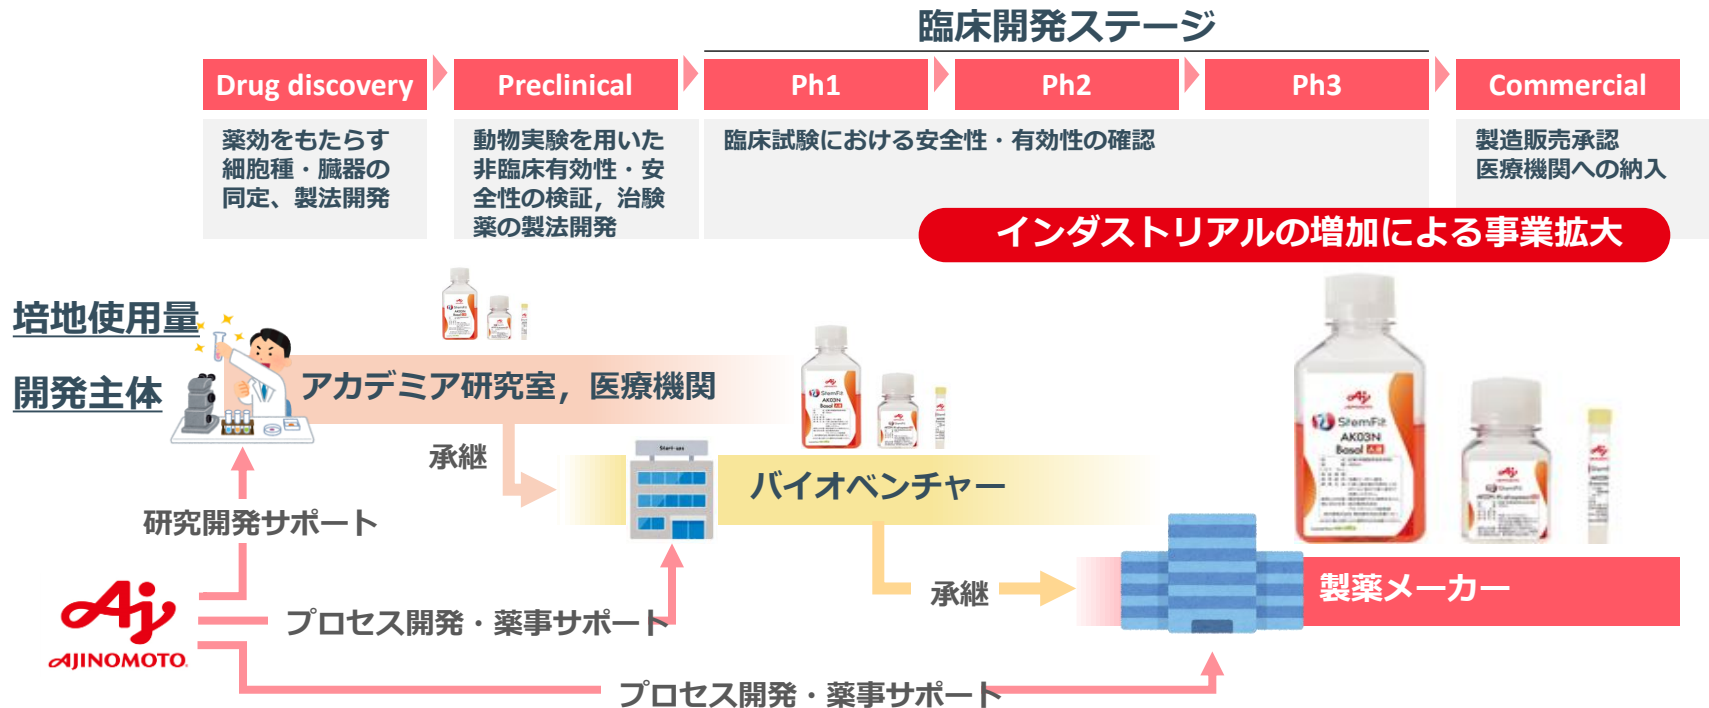 臨床開発ステージ
Drug discovery
Preclinical
Ph1
Ph2
Ph3
Commercial
薬効をもたらす
細胞種・臓器の
同定、製法開発
動物実験を用いた
非臨床有効性・安
全性の検証，治験
薬の製法開発
臨床試験における安全性・有効性の確認
製造販売承認
医療機関への納入
インダストリアルの増加による事業拡大
培地使用量
開発主体
アカデミア研究室，医療機関
承継
Start-ups
バイオベンチャー
研究開発サポート
承継
製薬メーカー
プロセス開発・薬事サポート
プロセス開発・薬事サポート
Aj
AJINOMOTO
StemFit
AK03N
Basal
Aj
AJINOMOTO
StemFit
AK03N
Basal